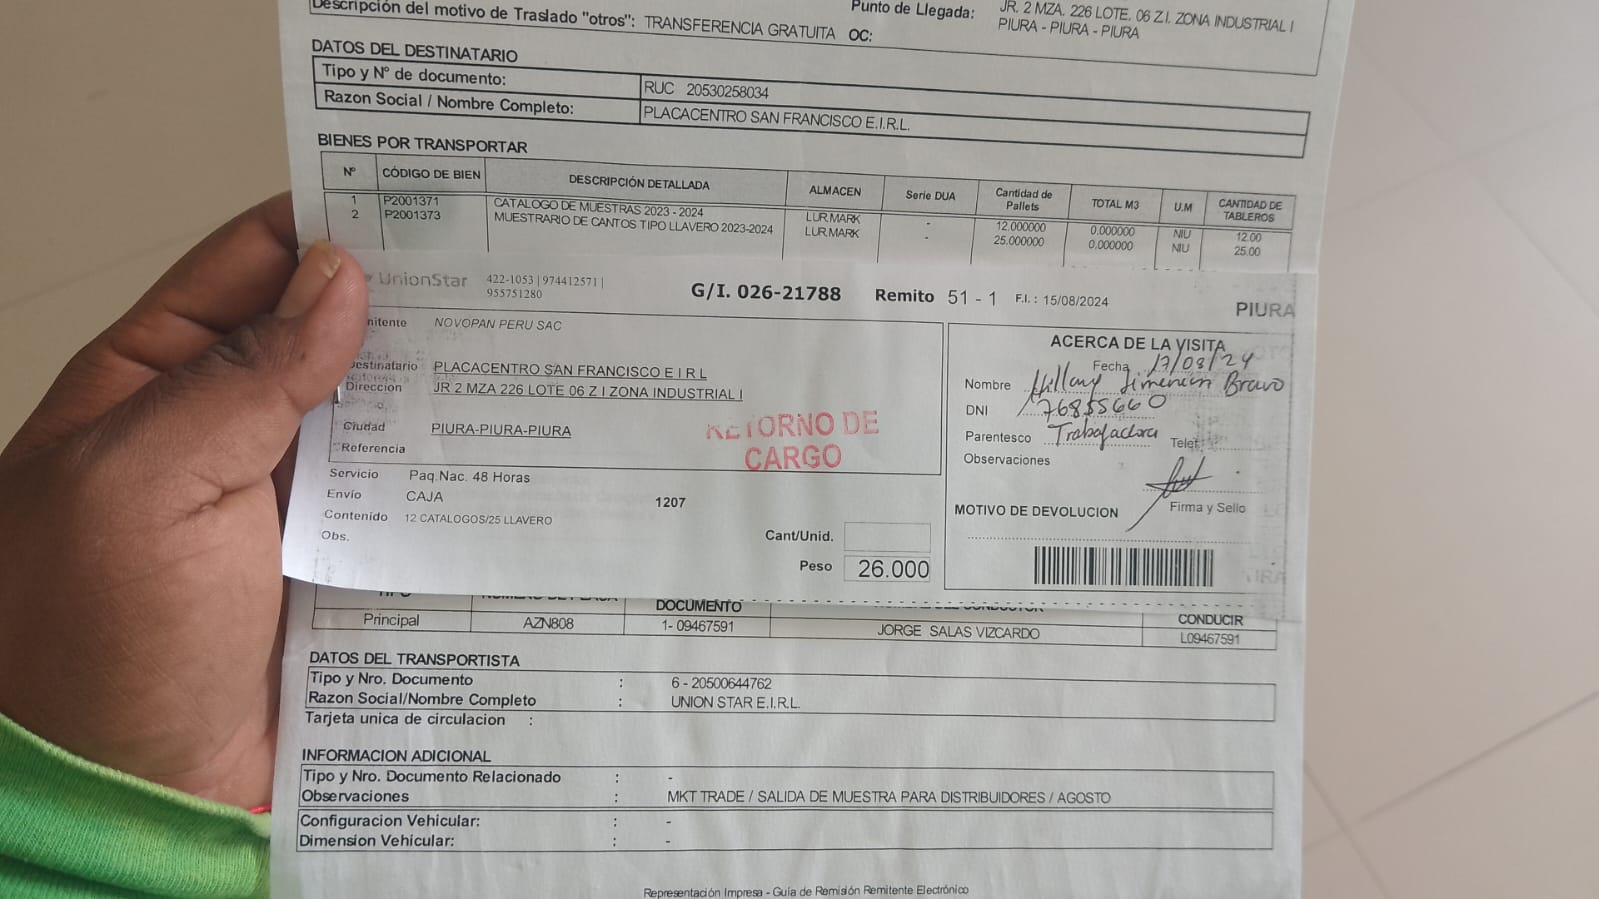 Descripción del motivo de Traslado "otros": TRANSFERENCIA GRATUITA OC:
Punto de Llegada: JR. 2 MZA. 226 LOTE. 06 Z.I. ZONA INDUSTRIAL I
PIURA - PIURA - PIURA
DATOS DEL DESTINATARIO
Tipo y Nº de documento: RUC 20530258034
Razon Social / Nombre Completo: PLACACENTRO SAN FRANCISCO E.I.R.L.
BIENES POR TRANSPORTAR
Nº CÓDIGO DE BIEN DESCRIPCIÓN DETALLADA ALMACEN Serie DUA Cantidad de Pallets TOTAL M3 U.M CANTIDAD DE TABLEROS
1 P2001371 CATALOGO DE MUESTRAS 2023 - 2024 LUR.MARK - 12.000000 0.000000 NIU 12.00
2 P2001373 MUESTRARIO DE CANTOS TIPO LLAVERO 2023-2024 LUR.MARK - 25.000000 0.000000 NIU 25.00
UnionStar 422-1053 | 974412571 |
955751280
G/I. 026-21788 Remito 51 - 1 F.I. : 15/08/2024 PIURA
nitente NOVOPAN PERU SAC
Destinatario PLACACENTRO SAN FRANCISCO E I R L
Direccion JR 2 MZA 226 LOTE 06 Z I ZONA INDUSTRIAL I
Ciudad PIURA-PIURA-PIURA
Referencia
RETORNO DE
CARGO
Servicio Paq.Nac. 48 Horas
Envío CAJA 1207
Contenido 12 CATALOGOS/25 LLAVERO
Obs.
Cant/Unid.
Peso 26.000
ACERCA DE LA VISITA
Fecha 17/08/24
Nombre Hillary Jimenez Bravo
DNI 76855660
Parentesco Trabajadora Telef
Observaciones
Firma y Sello
MOTIVO DE DEVOLUCION
DOCUMENTO CONDUCIR
Principal AZN808 1- 09467591 JORGE SALAS VIZCARDO L09467591
DATOS DEL TRANSPORTISTA
Tipo y Nro. Documento : 6 - 20500644762
Razon Social/Nombre Completo : UNION STAR E.I.R.L.
Tarjeta unica de circulacion :
INFORMACION ADICIONAL
Tipo y Nro. Documento Relacionado : -
Observaciones : MKT TRADE / SALIDA DE MUESTRA PARA DISTRIBUIDORES / AGOSTO
Configuracion Vehicular: : -
Dimension Vehicular: : -
Representación Impresa - Guía de Remisión Remitente Electrónico